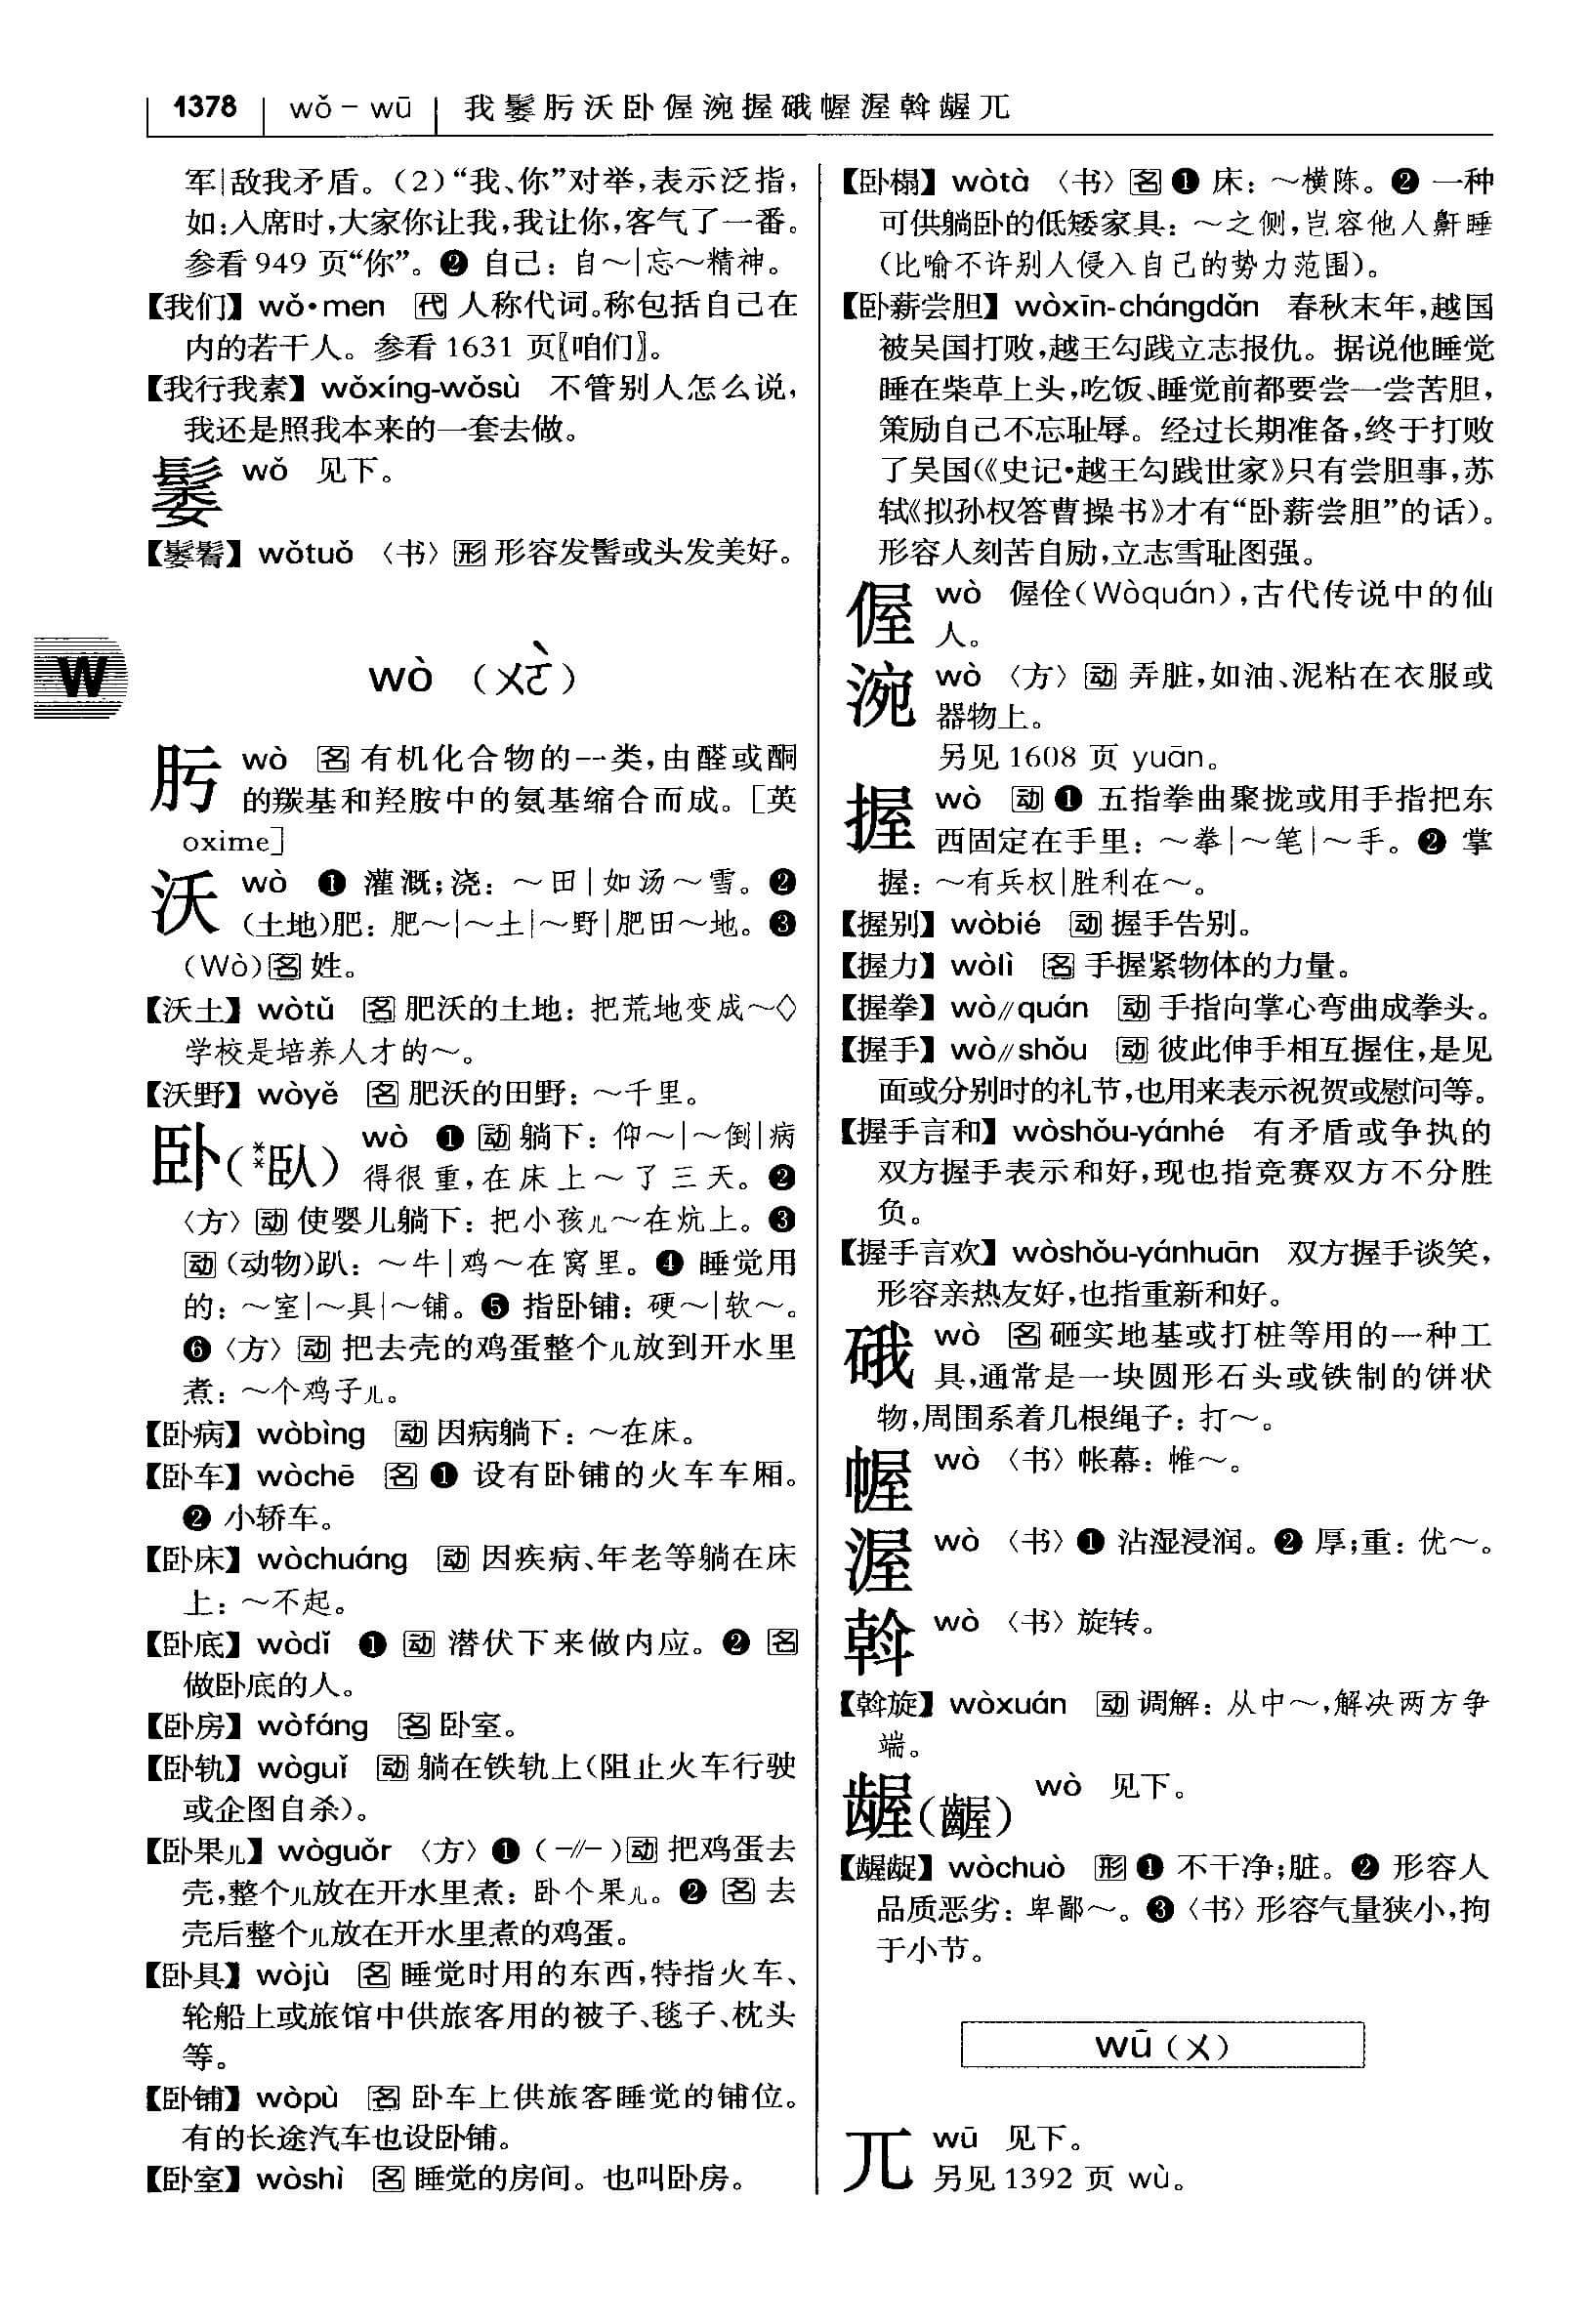 1378 wǒ – wū 我鬟肟沃卧偓涴握硪幄渥斡龌兀
军|敌我矛盾。（2）“我、你”对举，表示泛指，
如：入席时，大家你让我，我让你，客气了一番。
参看 949 页“你”。❷ 自己：自～|忘～精神。
【我们】 wǒ·men 代 人称代词。称包括自己在
内的若干人。参看 1631 页〖咱们〗。
【我行我素】 wǒxíng-wǒsù 不管别人怎么说，
我还是照我本来的一套去做。
wǒ 见下。
wǒtuǒ 〈书〉 形 形容发髻或头发美好。
W
wò （ㄨㄛˋ）
肟 wò 名 有机化合物的一类，由醛或酮
的羰基和羟胺中的氨基缩合而成。［英
oxime］
沃 wò ❶ 灌溉；浇：～田|如汤～雪。❷
（土地）肥：肥～|～土|～野|肥田～地。❸
（Wò）名 姓。
【沃土】 wòtǔ 名 肥沃的土地：把荒地变成～◇
学校是培养人才的～。
【沃野】 wòyě 名 肥沃的田野：～千里。
卧（**臥） wò ❶ 动 躺下：仰～|～倒|病
得很重，在床上～了三天。❷
〈方〉 动 使婴儿躺下：把小孩儿～在炕上。❸
动（动物）趴：～牛|鸡～在窝里。❹ 睡觉用
的：～室|～具|～铺。❺ 指卧铺：硬～|软～。
❻〈方〉 动 把去壳的鸡蛋整个儿放到开水里
煮：～个鸡子儿。
【卧病】 wòbìng 动 因病躺下：～在床。
【卧车】 wòchē 名 ❶ 设有卧铺的火车车厢。
❷ 小轿车。
【卧床】 wòchuáng 动 因疾病、年老等躺在床
上：～不起。
【卧底】 wòdǐ ❶ 动 潜伏下来做内应。❷ 名
做卧底的人。
【卧房】 wòfáng 名 卧室。
【卧轨】 wòguǐ 动 躺在铁轨上（阻止火车行驶
或企图自杀）。
【卧果儿】 wòguǒr 〈方〉 ❶（-//-）动 把鸡蛋去
壳，整个儿放在开水里煮：卧个果儿。❷ 名 去
壳后整个儿放在开水里煮的鸡蛋。
【卧具】 wòjù 名 睡觉时用的东西，特指火车、
轮船上或旅馆中供旅客用的被子、毯子、枕头
等。
【卧铺】 wòpù 名 卧车上供旅客睡觉的铺位。
有的长途汽车也设卧铺。
【卧室】 wòshì 名 睡觉的房间。也叫卧房。
【卧榻】 wòtà 〈书〉 名 ❶ 床：～横陈。❷ 一种
可供躺卧的低矮家具：～之侧，岂容他人鼾睡
（比喻不许别人侵入自己的势力范围）。
【卧薪尝胆】 wòxīn-chángdǎn 春秋末年，越国
被吴国打败，越王勾践立志报仇。据说他睡觉
睡在柴草上头，吃饭、睡觉前都要尝一尝苦胆，
策励自己不忘耻辱。经过长期准备，终于打败
了吴国（《史记·越王勾践世家》只有尝胆事，苏
轼《拟孙权答曹操书》才有“卧薪尝胆”的话）。
形容人刻苦自励，立志雪耻图强。
偓 wò 偓佺（Wòquán），古代传说中的仙
人。
涴 wò 〈方〉 动 弄脏，如油、泥粘在衣服或
器物上。
另见 1608 页 yuān。
握 wò 动 ❶ 五指拳曲聚拢或用手指把东
西固定在手里：～拳|～笔|～手。❷ 掌
握：～有兵权|胜利在～。
【握别】 wòbié 动 握手告别。
【握力】 wòlì 名 手握紧物体的力量。
【握拳】 wò//quán 动 手指向掌心弯曲成拳头。
【握手】 wò//shǒu 动 彼此伸手相互握住，是见
面或分别时的礼节，也用来表示祝贺或慰问等。
【握手言和】 wòshǒu-yánhé 有矛盾或争执的
双方握手表示和好，现也指竞赛双方不分胜
负。
【握手言欢】 wòshǒu-yánhuān 双方握手谈笑，
形容亲热友好，也指重新和好。
硪 wò 名 砸实地基或打桩等用的一种工
具，通常是一块圆形石头或铁制的饼状
物，周围系着几根绳子：打～。
幄 wò 〈书〉 帐幕：帷～。
渥 wò 〈书〉 ❶ 沾湿浸润。❷ 厚；重：优～。
斡 wò 〈书〉 旋转。
【斡旋】 wòxuán 动 调解：从中～，解决两方争
端。
龌（齷） wò 见下。
【龌龊】 wòchuò 形 ❶ 不干净；脏。❷ 形容人
品质恶劣：卑鄙～。❸〈书〉 形容气量狭小，拘
于小节。
wū（ㄨ）
兀 wū 见下。
另见 1392 页 wù。